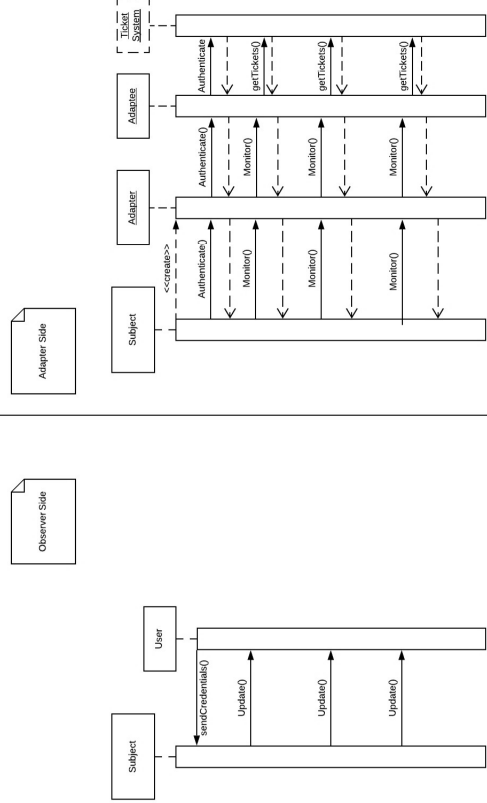 Observer Side
Adapter Side
Subject
User
Subject
Adapter
Adaptee
Ticket
System
<<create>>
sendCredentials()
Authenticate()
Authenticate()
Authenticate
Update()
Monitor()
Monitor()
getTickets()
Update()
Monitor()
Monitor()
getTickets()
Update()
Monitor()
Monitor()
getTickets()